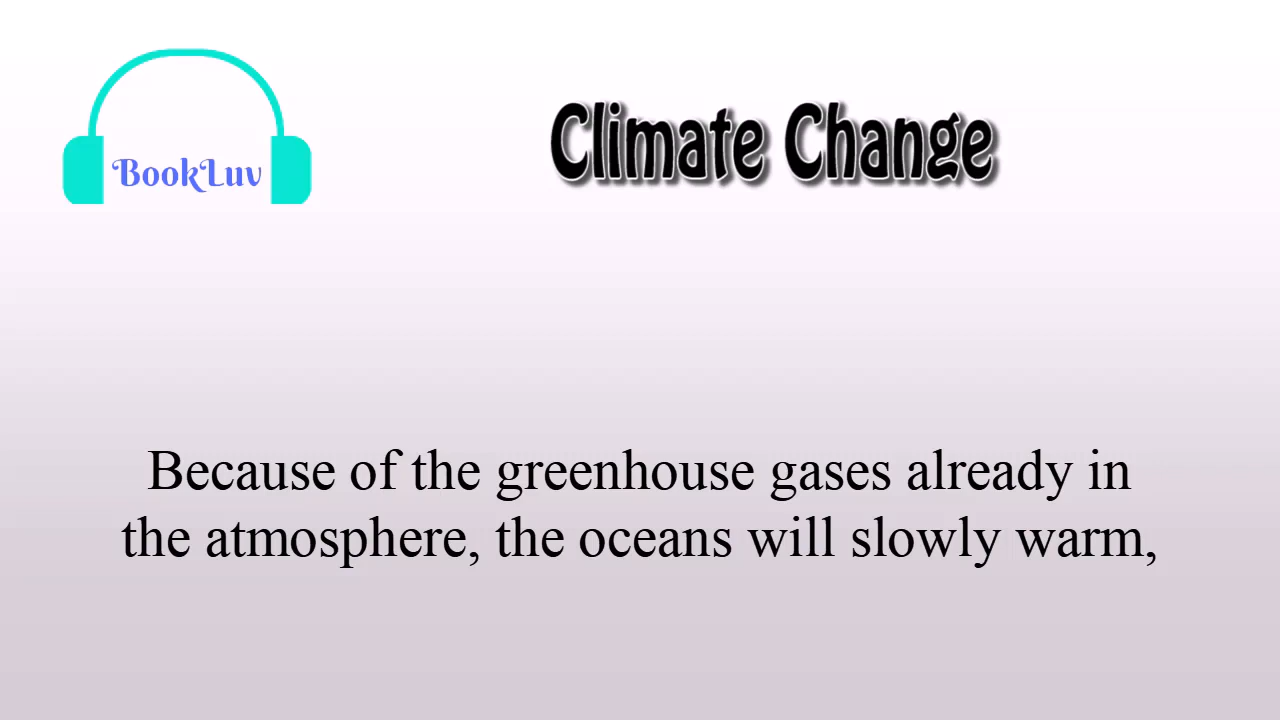 BookLuv
Climate Change
Because of the greenhouse gases already in
the atmosphere, the oceans will slowly warm,